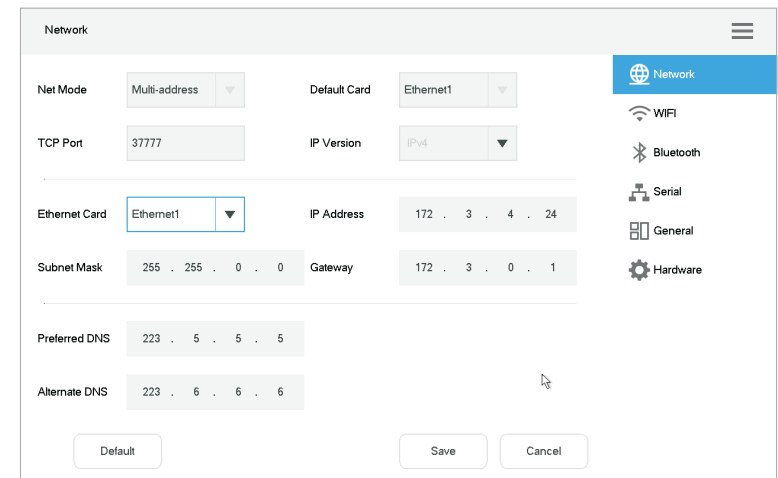 Network
Net Mode Multi-address Default Card Ethernet1
TCP Port 37777 IP Version IPv4
Ethernet Card Ethernet1 IP Address 172 . 3 . 4 . 24
Subnet Mask 255 . 255 . 0 . 0 Gateway 172 . 3 . 0 . 1
Preferred DNS 223 . 5 . 5 . 5
Alternate DNS 223 . 6 . 6 . 6
Default Save Cancel
Network
WIFI
Bluetooth
Serial
General
Hardware